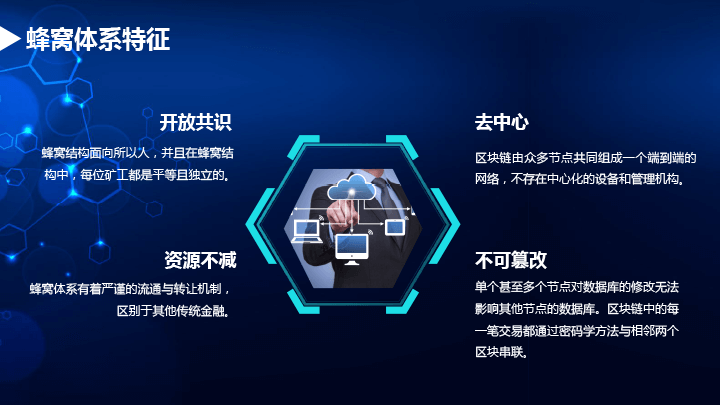 蜂窝体系特征
开放共识
蜂窝结构面向所以人，并且在蜂窝结
构中，每位矿工都是平等且独立的。
去中心
区块链由众多节点共同组成一个端到端的
网络，不存在中心化的设备和管理机构。
资源不减
蜂窝体系有着严谨的流通与转让机制，
区别于其他传统金融。
不可篡改
单个甚至多个节点对数据库的修改无法
影响其他节点的数据库。区块链中的每
一笔交易都通过密码学方法与相邻两个
区块串联。